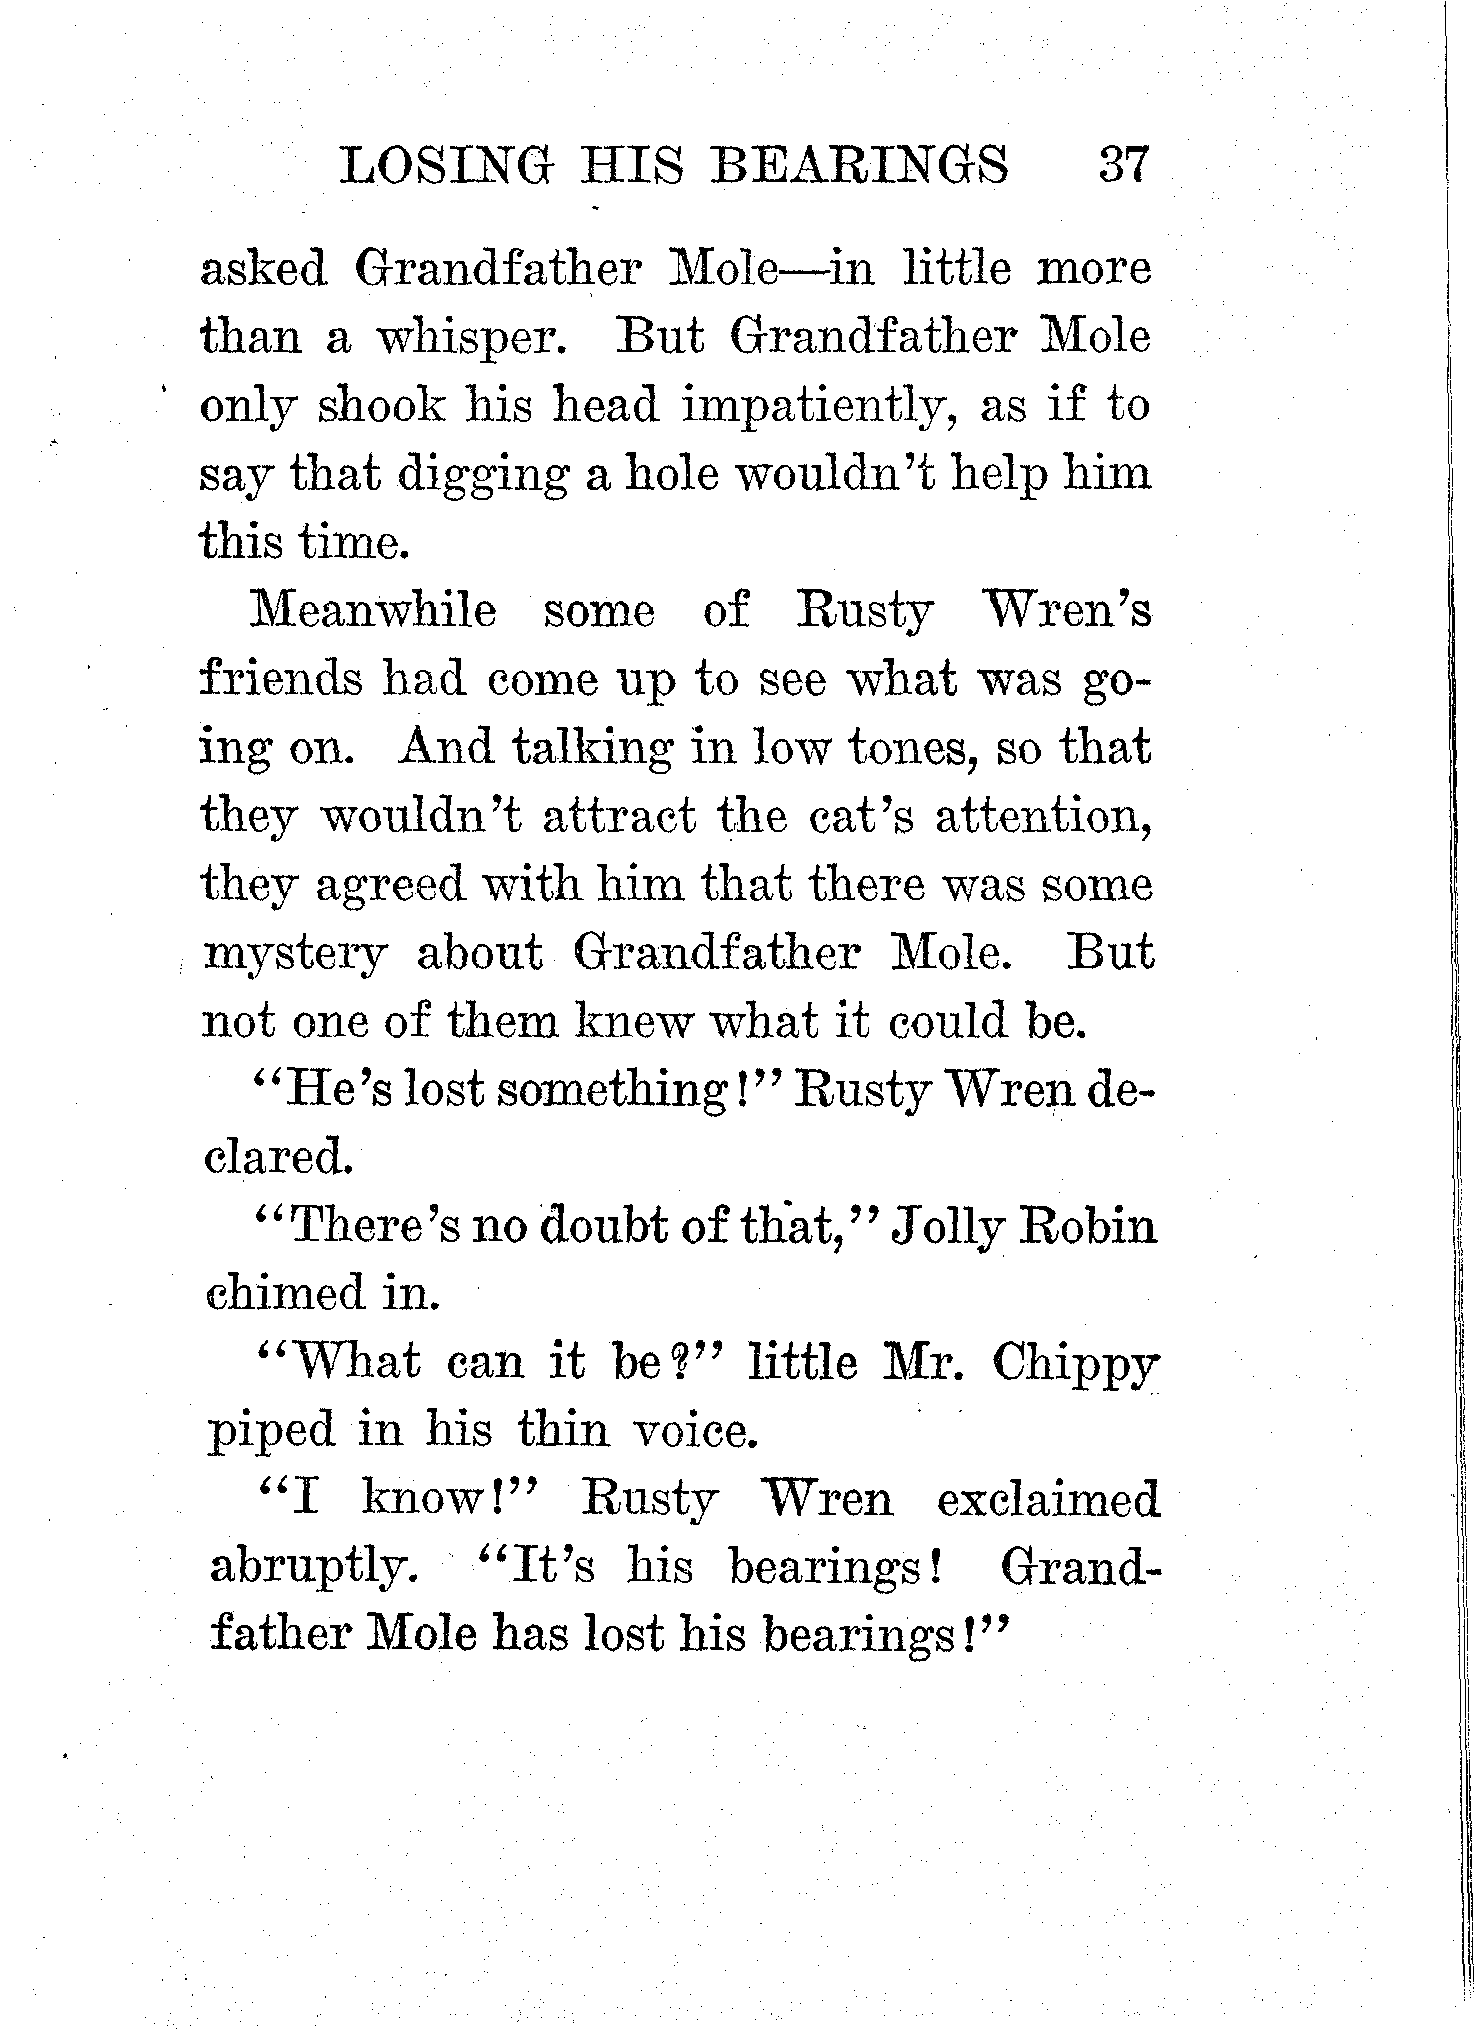 LOSING HIS BEARINGS 37
asked Grandfather Mole—in little more
than a whisper. But Grandfather Mole
only shook his head impatiently, as if to
say that digging a hole wouldn't help him
this time.
Meanwhile some of Rusty Wren's
friends had come up to see what was go-
ing on. And talking in low tones, so that
they wouldn't attract the cat's attention,
they agreed with him that there was some
mystery about Grandfather Mole. But
not one of them knew what it could be.
"He's lost something!" Rusty Wren de-
clared.
"There's no doubt of that," Jolly Robin
chimed in.
"What can it be?" little Mr. Chippy
piped in his thin voice.
"I know!" Rusty Wren exclaimed
abruptly. "It's his bearings! Grand-
father Mole has lost his bearings!"